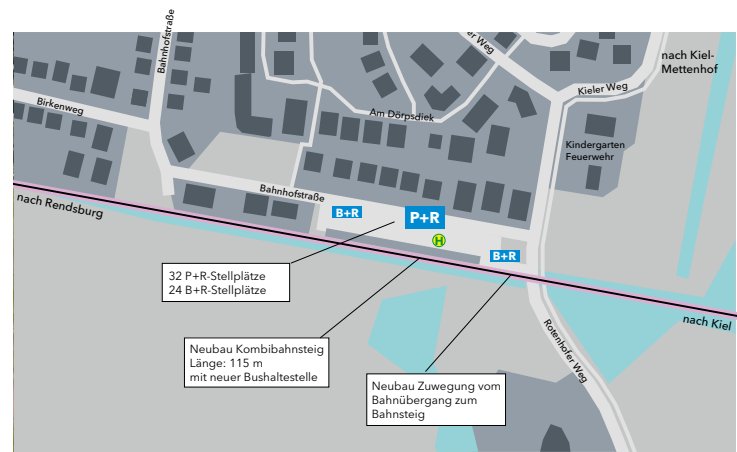 Bahnhofstraße
er Weg
nach Kiel-
Mettenhof
Kieler Weg
Birkenweg
Am Dörpsdiek
Kindergarten
Feuerwehr
Bahnhofstraße
nach Rendsburg
B+R
P+R
H
B+R
32 P+R-Stellplätze
24 B+R-Stellplätze
nach Kiel
Neubau Kombibahnsteig
Länge: 115 m
mit neuer Bushaltestelle
Rotenhofer Weg
Neubau Zuwegung vom
Bahnübergang zum
Bahnsteig